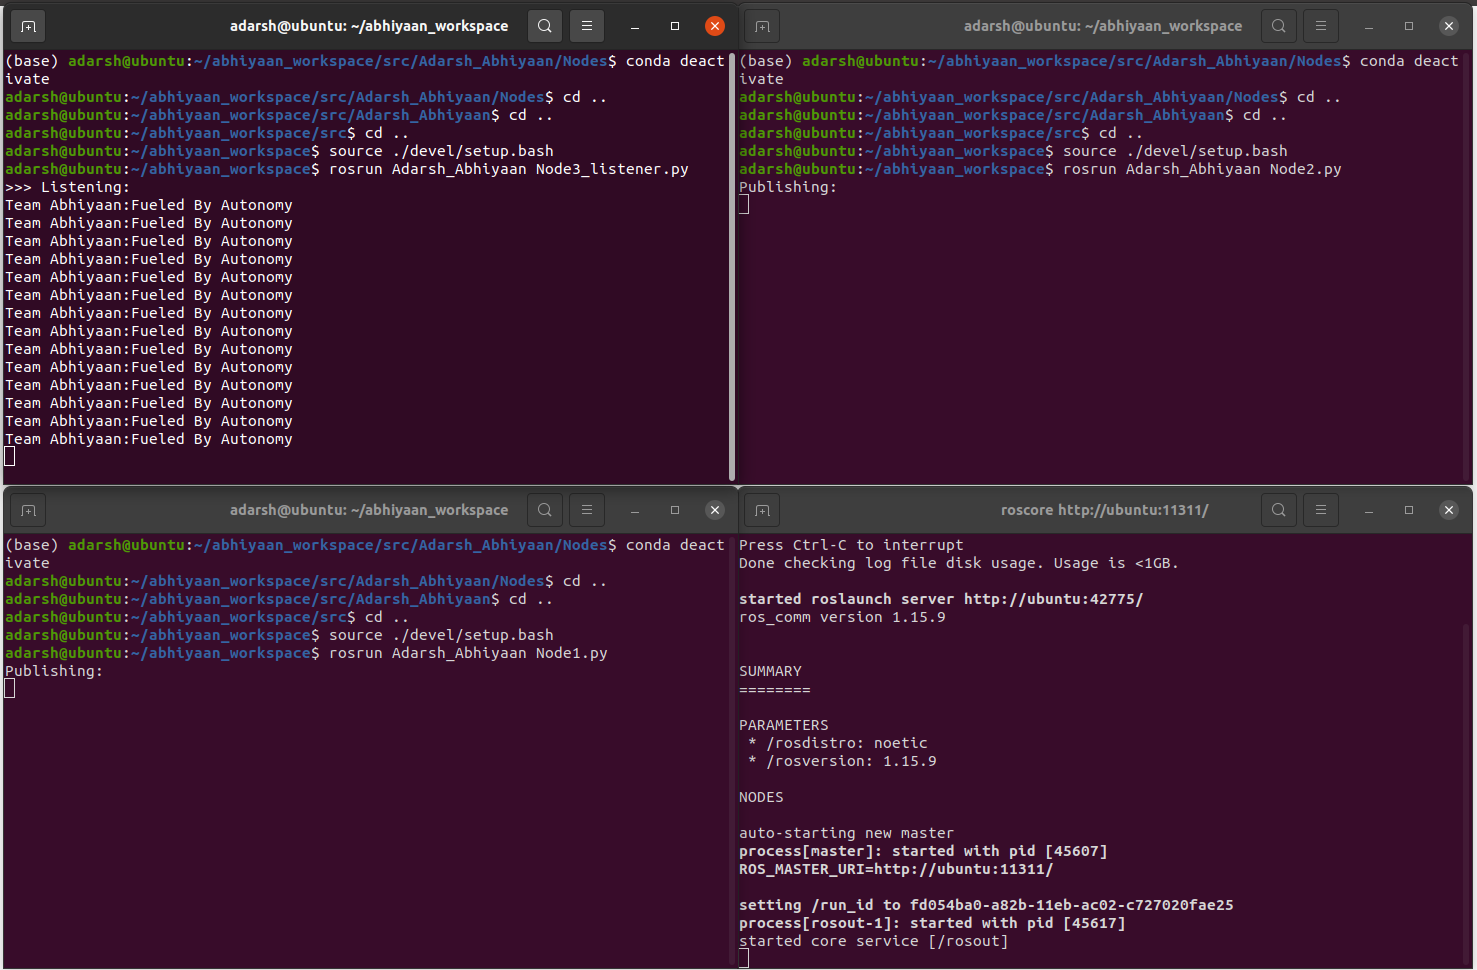 adarsh@ubuntu: ~/abhiyaan_workspace
(base) adarsh@ubuntu:~/abhiyaan_workspace/src/Adarsh_Abhiyaan/Nodes$ conda deact
ivate
adarsh@ubuntu:~/abhiyaan_workspace/src/Adarsh_Abhiyaan/Nodes$ cd ..
adarsh@ubuntu:~/abhiyaan_workspace/src/Adarsh_Abhiyaan$ cd ..
adarsh@ubuntu:~/abhiyaan_workspace/src$ cd ..
adarsh@ubuntu:~/abhiyaan_workspace$ source ./devel/setup.bash
adarsh@ubuntu:~/abhiyaan_workspace$ rosrun Adarsh_Abhiyaan Node3_listener.py
>>> Listening:
Team Abhiyaan:Fueled By Autonomy
Team Abhiyaan:Fueled By Autonomy
Team Abhiyaan:Fueled By Autonomy
Team Abhiyaan:Fueled By Autonomy
Team Abhiyaan:Fueled By Autonomy
Team Abhiyaan:Fueled By Autonomy
Team Abhiyaan:Fueled By Autonomy
Team Abhiyaan:Fueled By Autonomy
Team Abhiyaan:Fueled By Autonomy
Team Abhiyaan:Fueled By Autonomy
Team Abhiyaan:Fueled By Autonomy
Team Abhiyaan:Fueled By Autonomy
Team Abhiyaan:Fueled By Autonomy
Team Abhiyaan:Fueled By Autonomy
adarsh@ubuntu: ~/abhiyaan_workspace
(base) adarsh@ubuntu:~/abhiyaan_workspace/src/Adarsh_Abhiyaan/Nodes$ conda deact
ivate
adarsh@ubuntu:~/abhiyaan_workspace/src/Adarsh_Abhiyaan/Nodes$ cd ..
adarsh@ubuntu:~/abhiyaan_workspace/src/Adarsh_Abhiyaan$ cd ..
adarsh@ubuntu:~/abhiyaan_workspace/src$ cd ..
adarsh@ubuntu:~/abhiyaan_workspace$ source ./devel/setup.bash
adarsh@ubuntu:~/abhiyaan_workspace$ rosrun Adarsh_Abhiyaan Node2.py
Publishing:
adarsh@ubuntu: ~/abhiyaan_workspace
(base) adarsh@ubuntu:~/abhiyaan_workspace/src/Adarsh_Abhiyaan/Nodes$ conda deact
ivate
adarsh@ubuntu:~/abhiyaan_workspace/src/Adarsh_Abhiyaan/Nodes$ cd ..
adarsh@ubuntu:~/abhiyaan_workspace/src/Adarsh_Abhiyaan$ cd ..
adarsh@ubuntu:~/abhiyaan_workspace/src$ cd ..
adarsh@ubuntu:~/abhiyaan_workspace$ source ./devel/setup.bash
adarsh@ubuntu:~/abhiyaan_workspace$ rosrun Adarsh_Abhiyaan Node1.py
Publishing:
roscore http://ubuntu:11311/
Press Ctrl-C to interrupt
Done checking log file disk usage. Usage is <1GB.
started roslaunch server http://ubuntu:42775/
ros_comm version 1.15.9
SUMMARY
========
PARAMETERS
* /rosdistro: noetic
* /rosversion: 1.15.9
NODES
auto-starting new master
process[master]: started with pid [45607]
ROS_MASTER_URI=http://ubuntu:11311/
setting /run_id to fd054ba0-a82b-11eb-ac02-c727020fae25
process[rosout-1]: started with pid [45617]
started core service [/rosout]